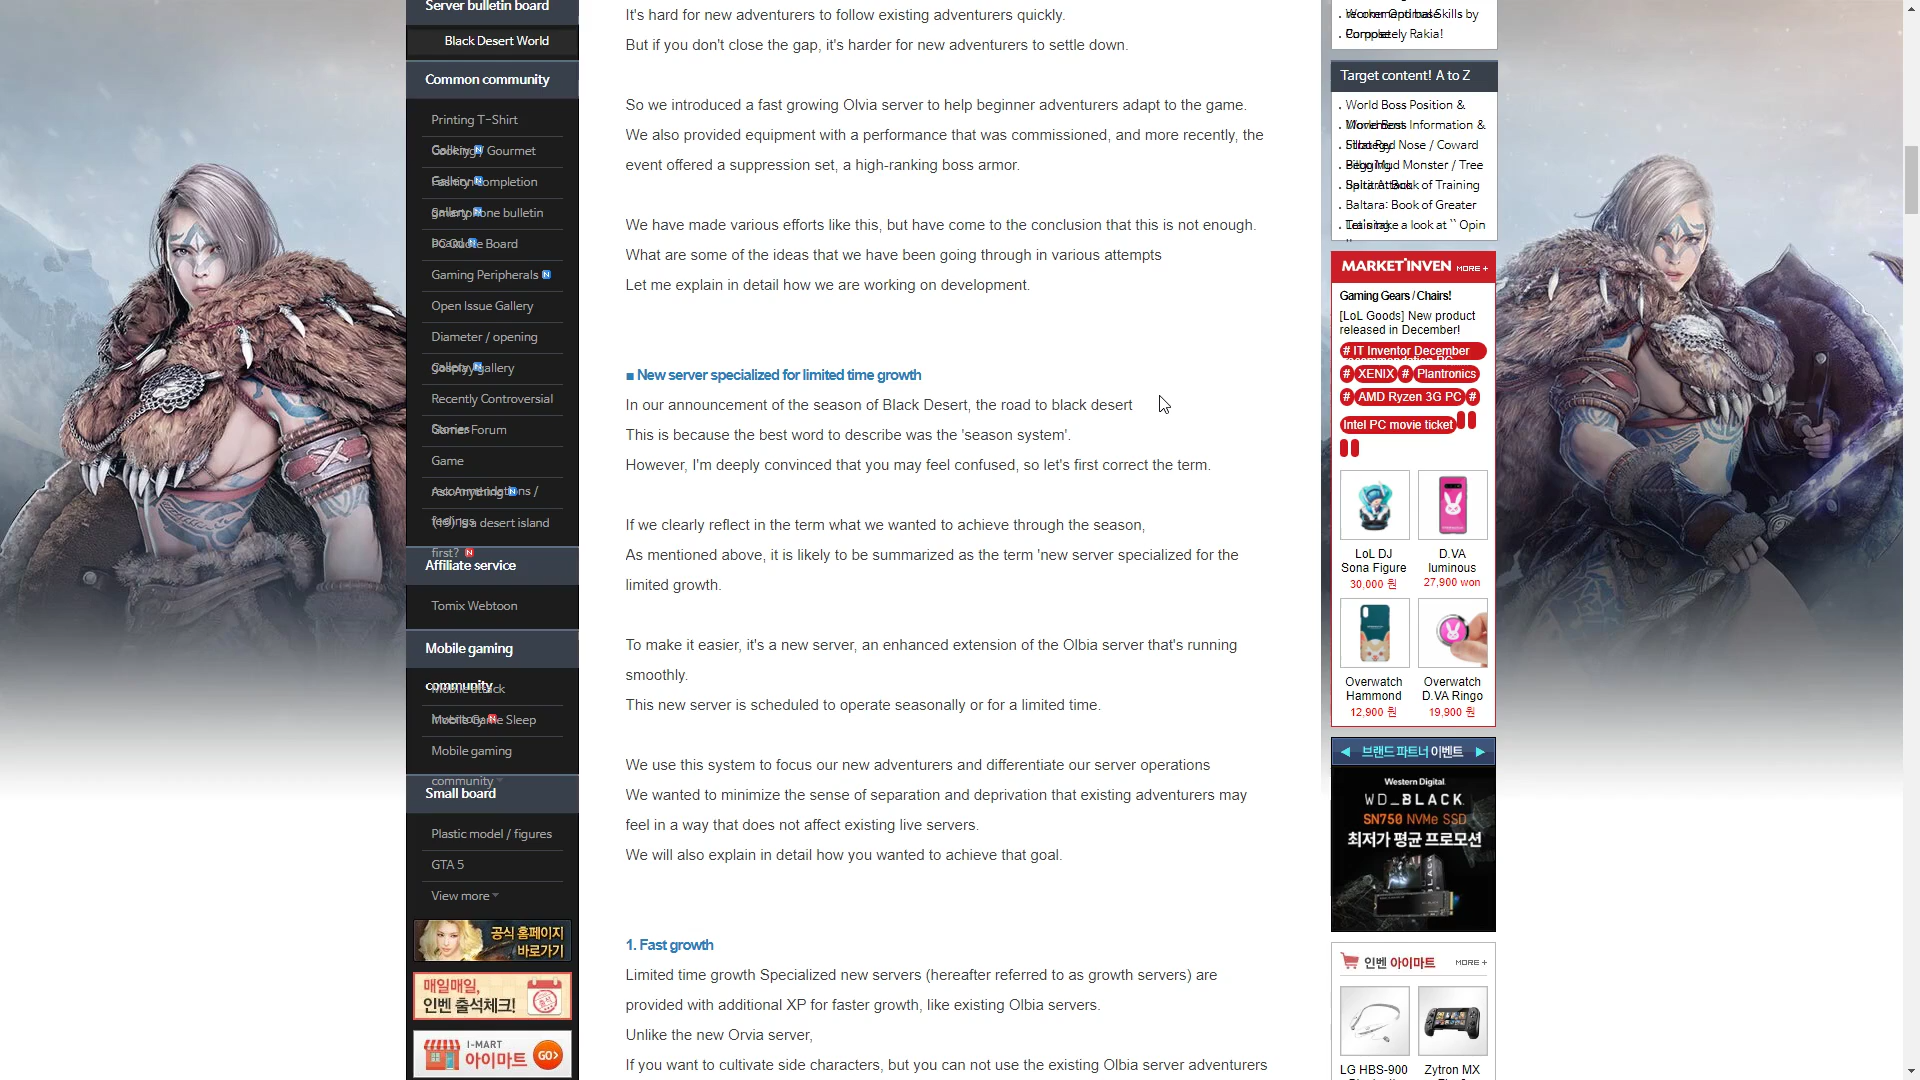 Server bulletin board
Black Desert World
Common community
Printing T-Shirt
Cooking / Gourmet
Gallery
Fashion Completion
Gallery
Smartphone bulletin
board
PC Quote Board
Gaming Peripherals
Open Issue Gallery
Diameter / opening
Gallery
Cosplay gallery
Recently Controversial
Stories
Gamer Forum
Game
recommendations /
feelings
Ask Anything
(19) Is a desert island
first?
Affiliate service
Tomix Webtoon
Mobile gaming
community
Mobile attack
Inventory
Mobile Game Sleep
Mobile gaming
community
Small board
Plastic model / figures
GTA 5
View more
공식 홈페이지
바로가기
매일매일,
인벤 출석체크!
I-MART
아이마트
GO>
It's hard for new adventurers to follow existing adventurers quickly.
But if you don't close the gap, it's harder for new adventurers to settle down.
So we introduced a fast growing Olvia server to help beginner adventurers adapt to the game.
We also provided equipment with a performance that was commissioned, and more recently, the
event offered a suppression set, a high-ranking boss armor.
We have made various efforts like this, but have come to the conclusion that this is not enough.
What are some of the ideas that we have been going through in various attempts
Let me explain in detail how we are working on development.
■ New server specialized for limited time growth
In our announcement of the season of Black Desert, the road to black desert
This is because the best word to describe was the 'season system'.
However, I'm deeply convinced that you may feel confused, so let's first correct the term.
If we clearly reflect in the term what we wanted to achieve through the season,
As mentioned above, it is likely to be summarized as the term 'new server specialized for the
limited growth.
To make it easier, it's a new server, an enhanced extension of the Olbia server that's running
smoothly.
This new server is scheduled to operate seasonally or for a limited time.
We use this system to focus our new adventurers and differentiate our server operations
We wanted to minimize the sense of separation and deprivation that existing adventurers may
feel in a way that does not affect existing live servers.
We will also explain in detail how you wanted to achieve that goal.
1. Fast growth
Limited time growth Specialized new servers (hereafter referred to as growth servers) are
provided with additional XP for faster growth, like existing Olbia servers.
Unlike the new Orvia server,
If you want to cultivate side characters, but you can not use the existing Olbia server adventurers
Worker Optimal Skills by
Purpose
Completely Rakia!
Target content! A to Z
. World Boss Position &
Movement
. World Boss Information &
Strategy
. Red Nose / Coward
Begging
. Mud Monster / Tree
Spirit Attack
. Baltara: Book of Training
. Baltara: Book of Greater
Training
. Let's take a look at `` Opin
MARKET INVEN MORE +
Gaming Gears / Chairs!
[LoL Goods] New product
released in December!
# IT Inventor December
recommendation PC
# XENIX # Plantronics
# AMD Ryzen 3G PC #
Intel PC movie ticket
LoL DJ
Sona Figure
30,000 원
D.VA
luminous
27,900 won
Overwatch
Hammond
12,900 원
Overwatch
D.VA Ringo
19,900 원
◀ 브랜드 파트너 이벤트 ▶
Western Digital
WD_BLACK
SN750 NVMe SSD
최저가 평균 프로모션
인벤 아이마트 MORE +
LG HBS-900
Zytron MX